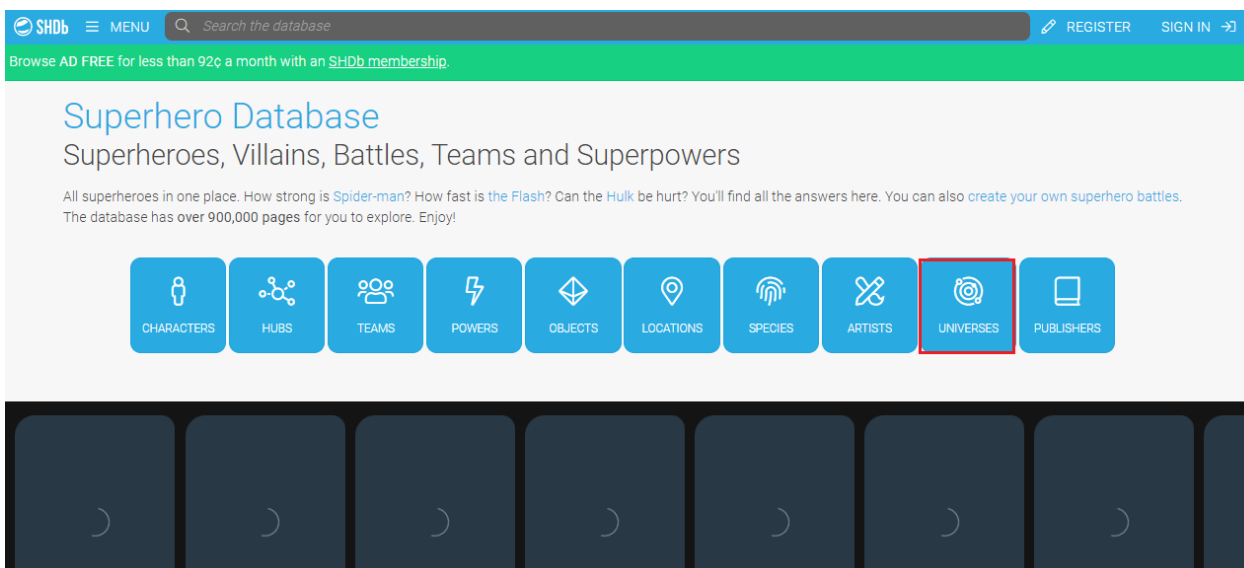 SHDb MENU Search the database REGISTER SIGN IN
Browse AD FREE for less than 92¢ a month with an SHDb membership.
Superhero Database
Superheroes, Villains, Battles, Teams and Superpowers
All superheroes in one place. How strong is Spider-man? How fast is the Flash? Can the Hulk be hurt? You'll find all the answers here. You can also create your own superhero battles.
The database has over 900,000 pages for you to explore. Enjoy!
CHARACTERS HUBS TEAMS POWERS OBJECTS LOCATIONS SPECIES ARTISTS UNIVERSES PUBLISHERS